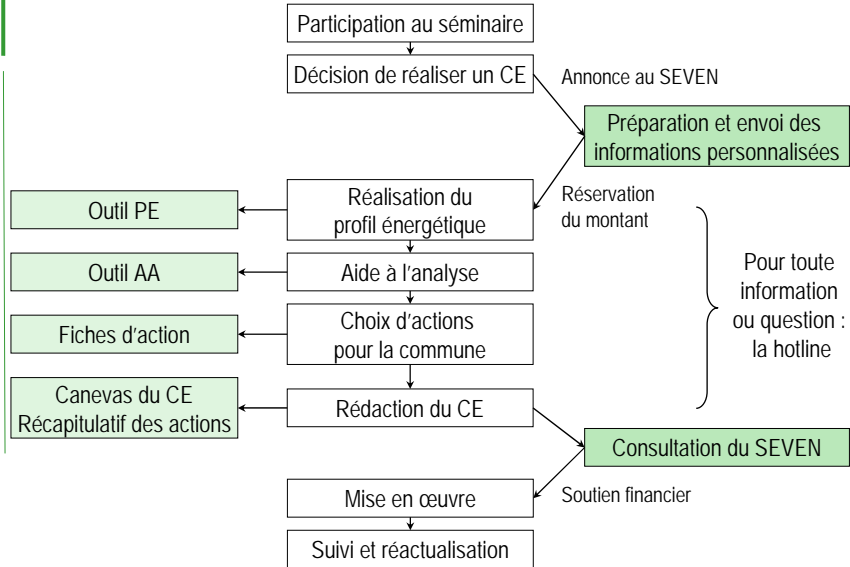 Participation au séminaire
Décision de réaliser un CE
Annonce au SEVEN
Préparation et envoi des
informations personnalisées
Outil PE
Réalisation du
profil énergétique
Réservation
du montant
Outil AA
Aide à l'analyse
Fiches d'action
Choix d'actions
pour la commune
Pour toute
information
ou question :
la hotline
Canevas du CE
Récapitulatif des actions
Rédaction du CE
Consultation du SEVEN
Mise en œuvre
Soutien financier
Suivi et réactualisation